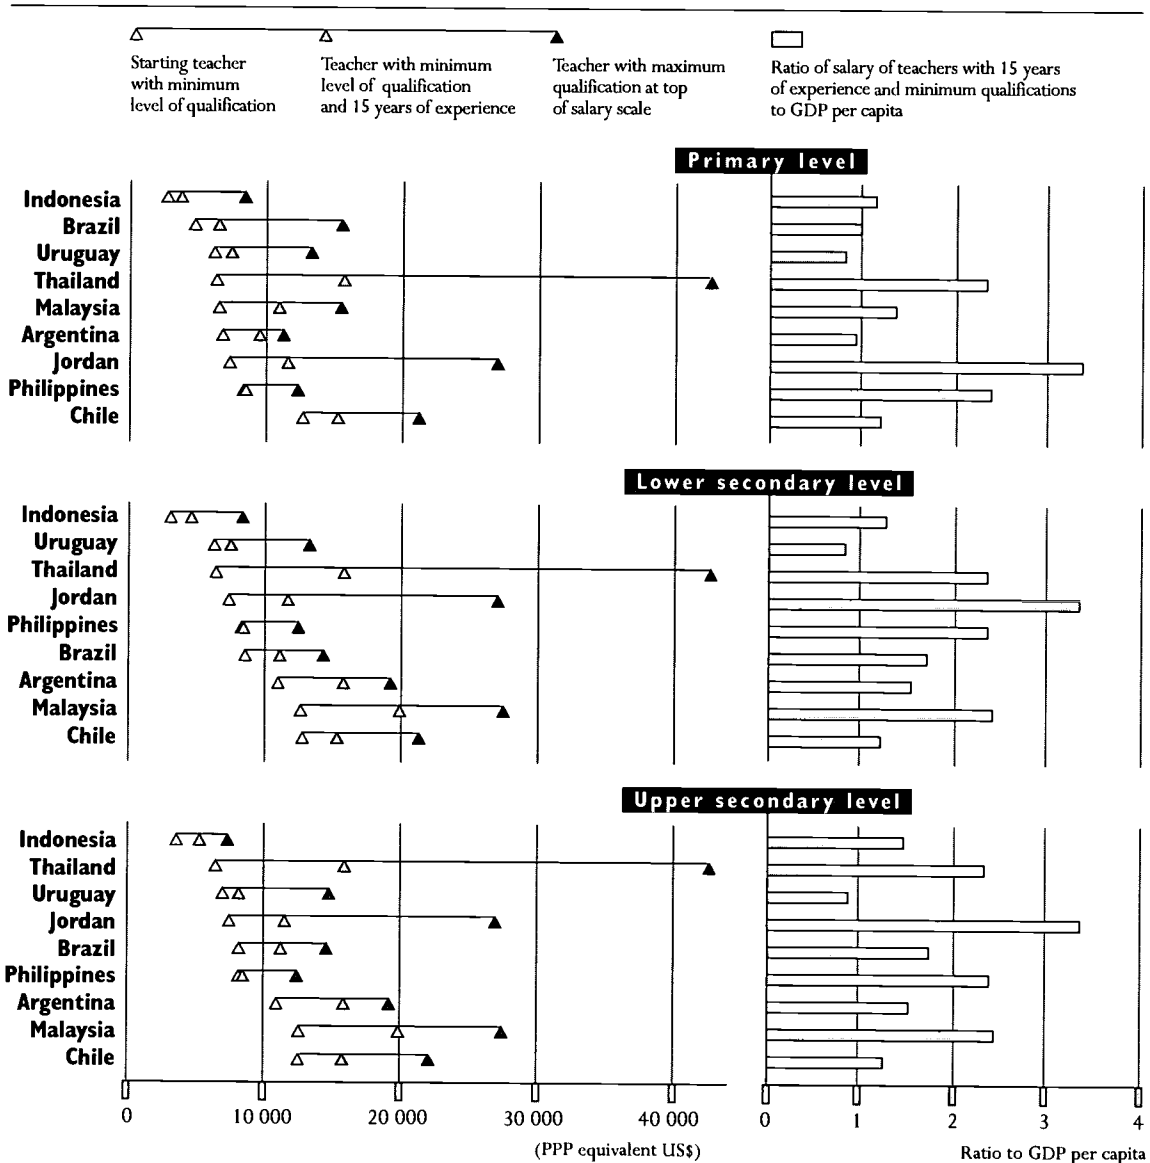 Starting teacher
with minimum
level of qualification
Teacher with minimum
level of qualification
and 15 years of experience
Teacher with maximum
qualification at top
of salary scale
Ratio of salary of teachers with 15 years
of experience and minimum qualifications
to GDP per capita
Primary level
Indonesia
Brazil
Uruguay
Thailand
Malaysia
Argentina
Jordan
Philippines
Chile
Lower secondary level
Indonesia
Uruguay
Thailand
Jordan
Philippines
Brazil
Argentina
Malaysia
Chile
Upper secondary level
Indonesia
Thailand
Uruguay
Jordan
Brazil
Philippines
Argentina
Malaysia
Chile
0 10 000 20 000 30 000 40 000
(PPP equivalent US$)
0 1 2 3 4
Ratio to GDP per capita